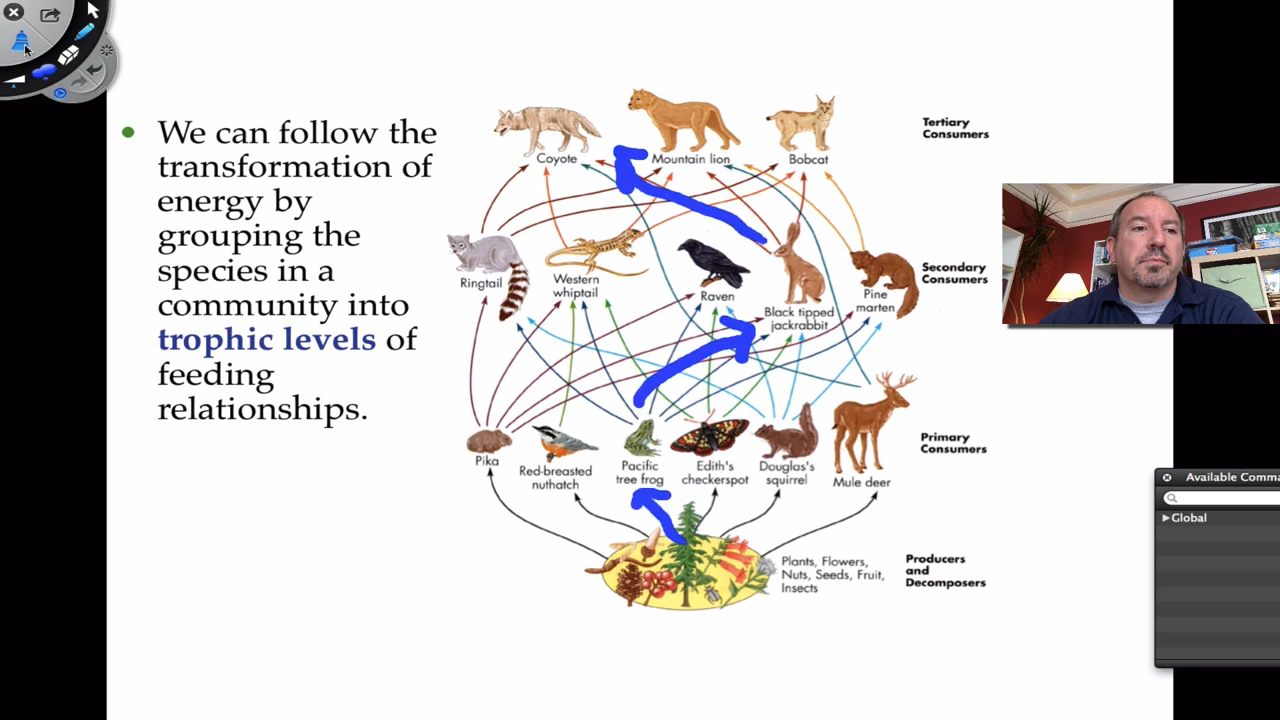 We can follow the
transformation of
energy by
grouping the
species in a
community into
trophic levels of
feeding
relationships.
Coyote
Mountain lion
Bobcat
Tertiary
Consumers
Ringtail
Western
whiptail
Raven
Black tipped
jackrabbit
Pine
marten
Secondary
Consumers
Pika
Red-breasted
nuthatch
Pacific
tree frog
Edith's
checkerspot
Douglas's
squirrel
Mule deer
Primary
Consumers
Plants, Flowers,
Nuts, Seeds, Fruit,
Insects
Producers
and
Decomposers
Available Comma
Global